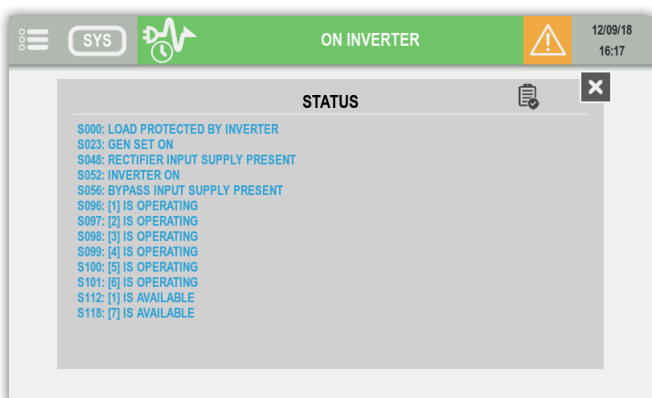 SYS
ON INVERTER
12/09/18
16:17
STATUS
S000: LOAD PROTECTED BY INVERTER
S023: GEN SET ON
S048: RECTIFIER INPUT SUPPLY PRESENT
S052: INVERTER ON
S056: BYPASS INPUT SUPPLY PRESENT
S096: [1] IS OPERATING
S097: [2] IS OPERATING
S098: [3] IS OPERATING
S099: [4] IS OPERATING
S100: [5] IS OPERATING
S101: [6] IS OPERATING
S112: [1] IS AVAILABLE
S118: [7] IS AVAILABLE